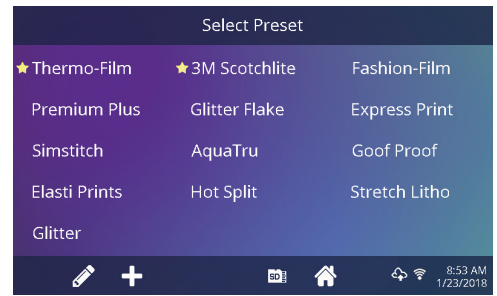 Select Preset
Thermo-Film 3M Scotchlite Fashion-Film
Premium Plus Glitter Flake Express Print
Simstitch AquaTru Goof Proof
Elasti Prints Hot Split Stretch Litho
Glitter
SD 8:53 AM
1/23/2018